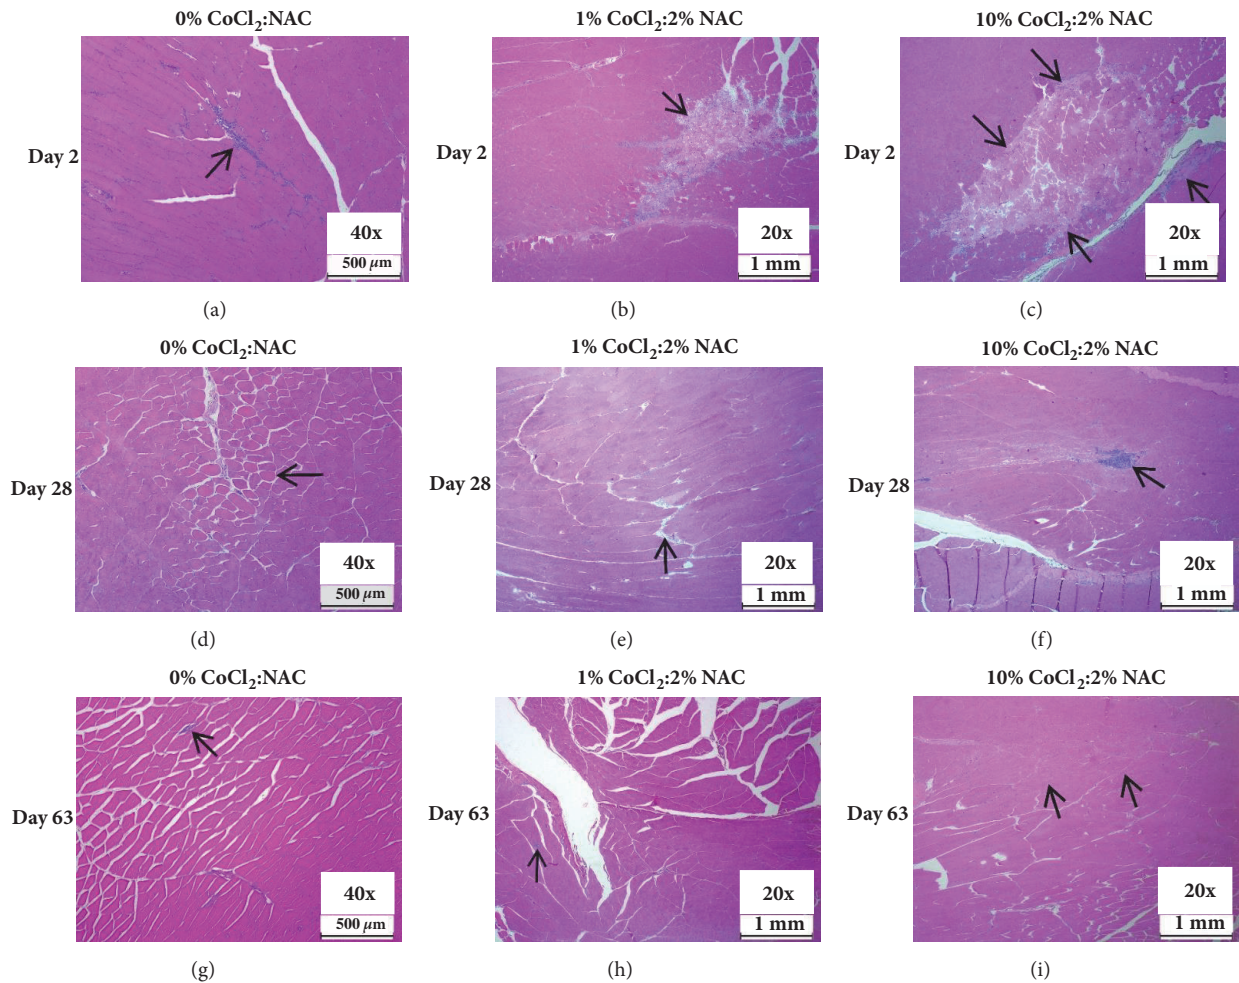 0% CoCl₂:NAC
1% CoCl₂:2% NAC
10% CoCl₂:2% NAC
Day 2
40x
500 μm
Day 2
20x
1 mm
Day 2
20x
1 mm
(a)
(b)
(c)
0% CoCl₂:NAC
1% CoCl₂:2% NAC
10% CoCl₂:2% NAC
Day 28
40x
500 μm
Day 28
20x
1 mm
Day 28
20x
1 mm
(d)
(e)
(f)
0% CoCl₂:NAC
1% CoCl₂:2% NAC
10% CoCl₂:2% NAC
Day 63
40x
500 μm
Day 63
20x
1 mm
Day 63
20x
1 mm
(g)
(h)
(i)